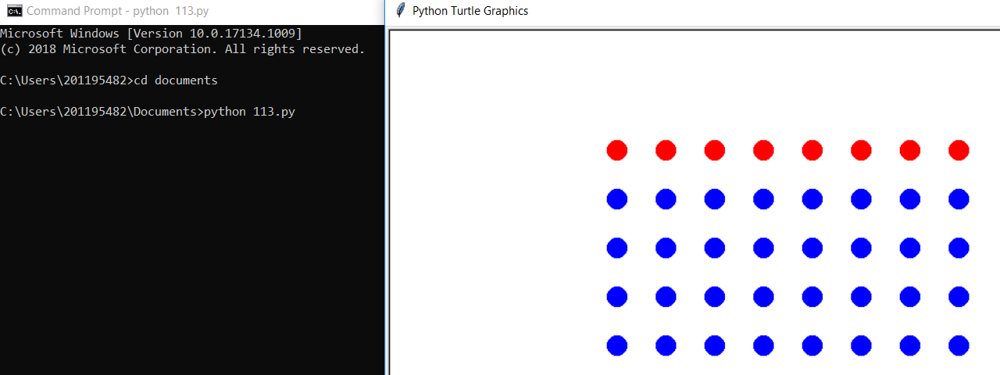 Command Prompt - python  113.py
Microsoft Windows [Version 10.0.17134.1009]
(c) 2018 Microsoft Corporation. All rights reserved.
C:\Users\201195482>cd documents
C:\Users\201195482\Documents>python 113.py
Python Turtle Graphics